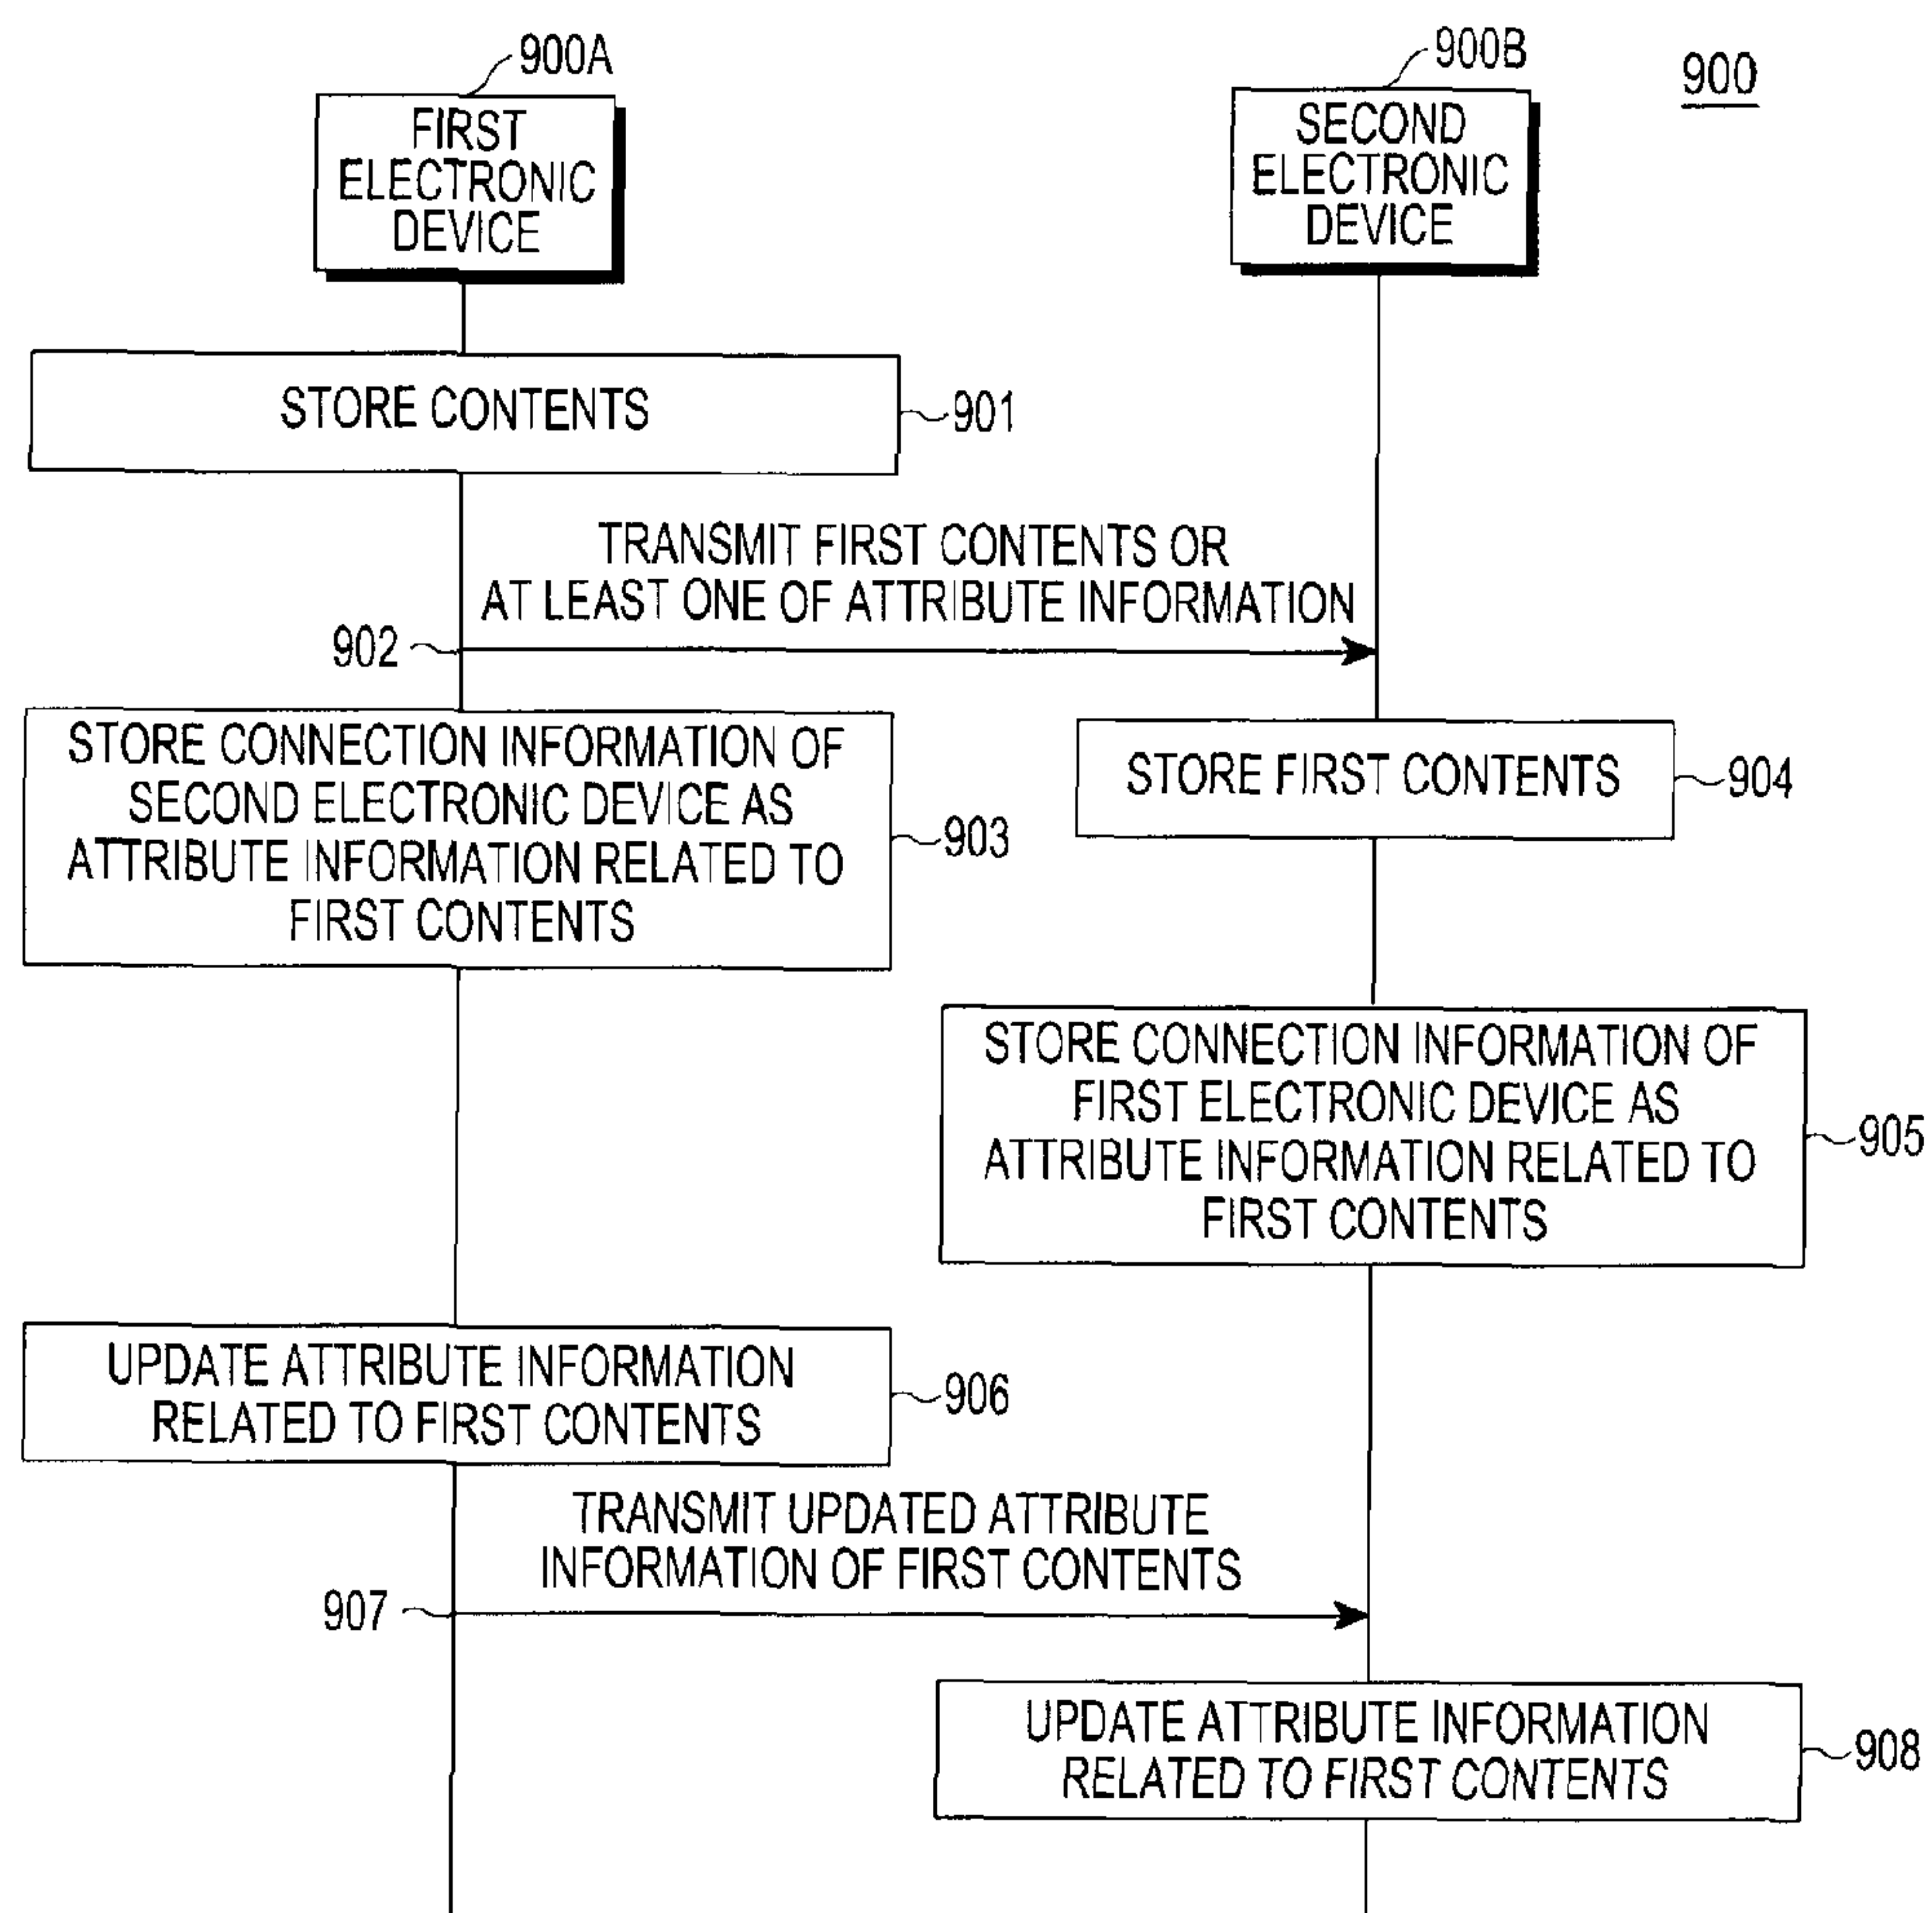 900A
900B
900
FIRST
ELECTRONIC
DEVICE
SECOND
ELECTRONIC
DEVICE
STORE CONTENTS
901
TRANSMIT FIRST CONTENTS OR
AT LEAST ONE OF ATTRIBUTE INFORMATION
902
STORE CONNECTION INFORMATION OF
SECOND ELECTRONIC DEVICE AS
ATTRIBUTE INFORMATION RELATED TO
FIRST CONTENTS
903
STORE FIRST CONTENTS
904
STORE CONNECTION INFORMATION OF
FIRST ELECTRONIC DEVICE AS
ATTRIBUTE INFORMATION RELATED TO
FIRST CONTENTS
905
UPDATE ATTRIBUTE INFORMATION
RELATED TO FIRST CONTENTS
906
TRANSMIT UPDATED ATTRIBUTE
INFORMATION OF FIRST CONTENTS
907
UPDATE ATTRIBUTE INFORMATION
RELATED TO FIRST CONTENTS
908